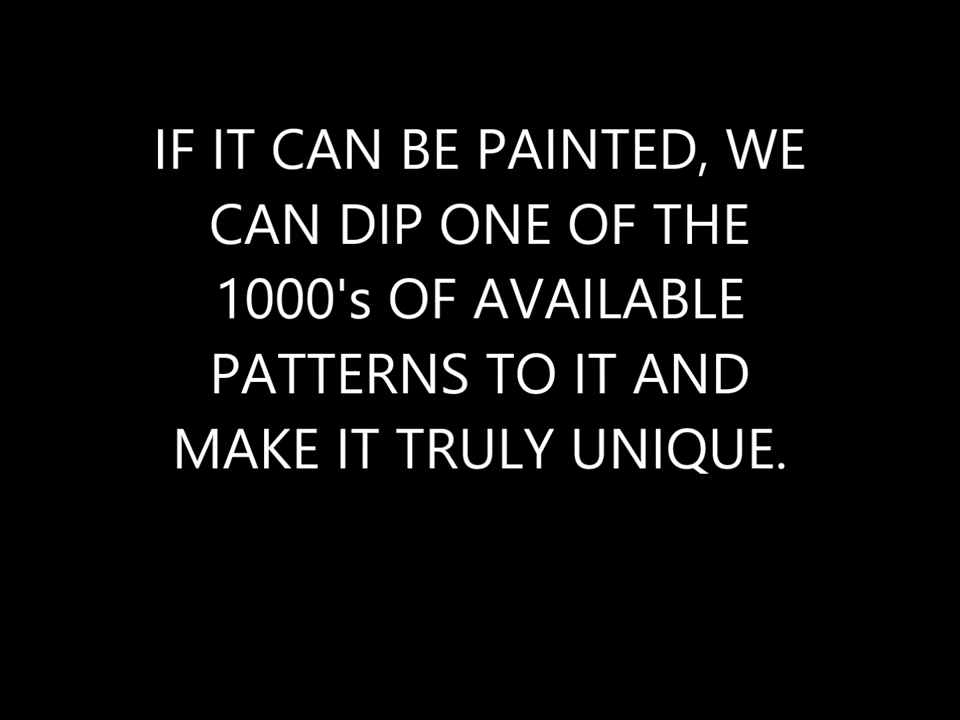 IF IT CAN BE PAINTED, WE
CAN DIP ONE OF THE
1000's OF AVAILABLE
PATTERNS TO IT AND
MAKE IT TRULY UNIQUE.